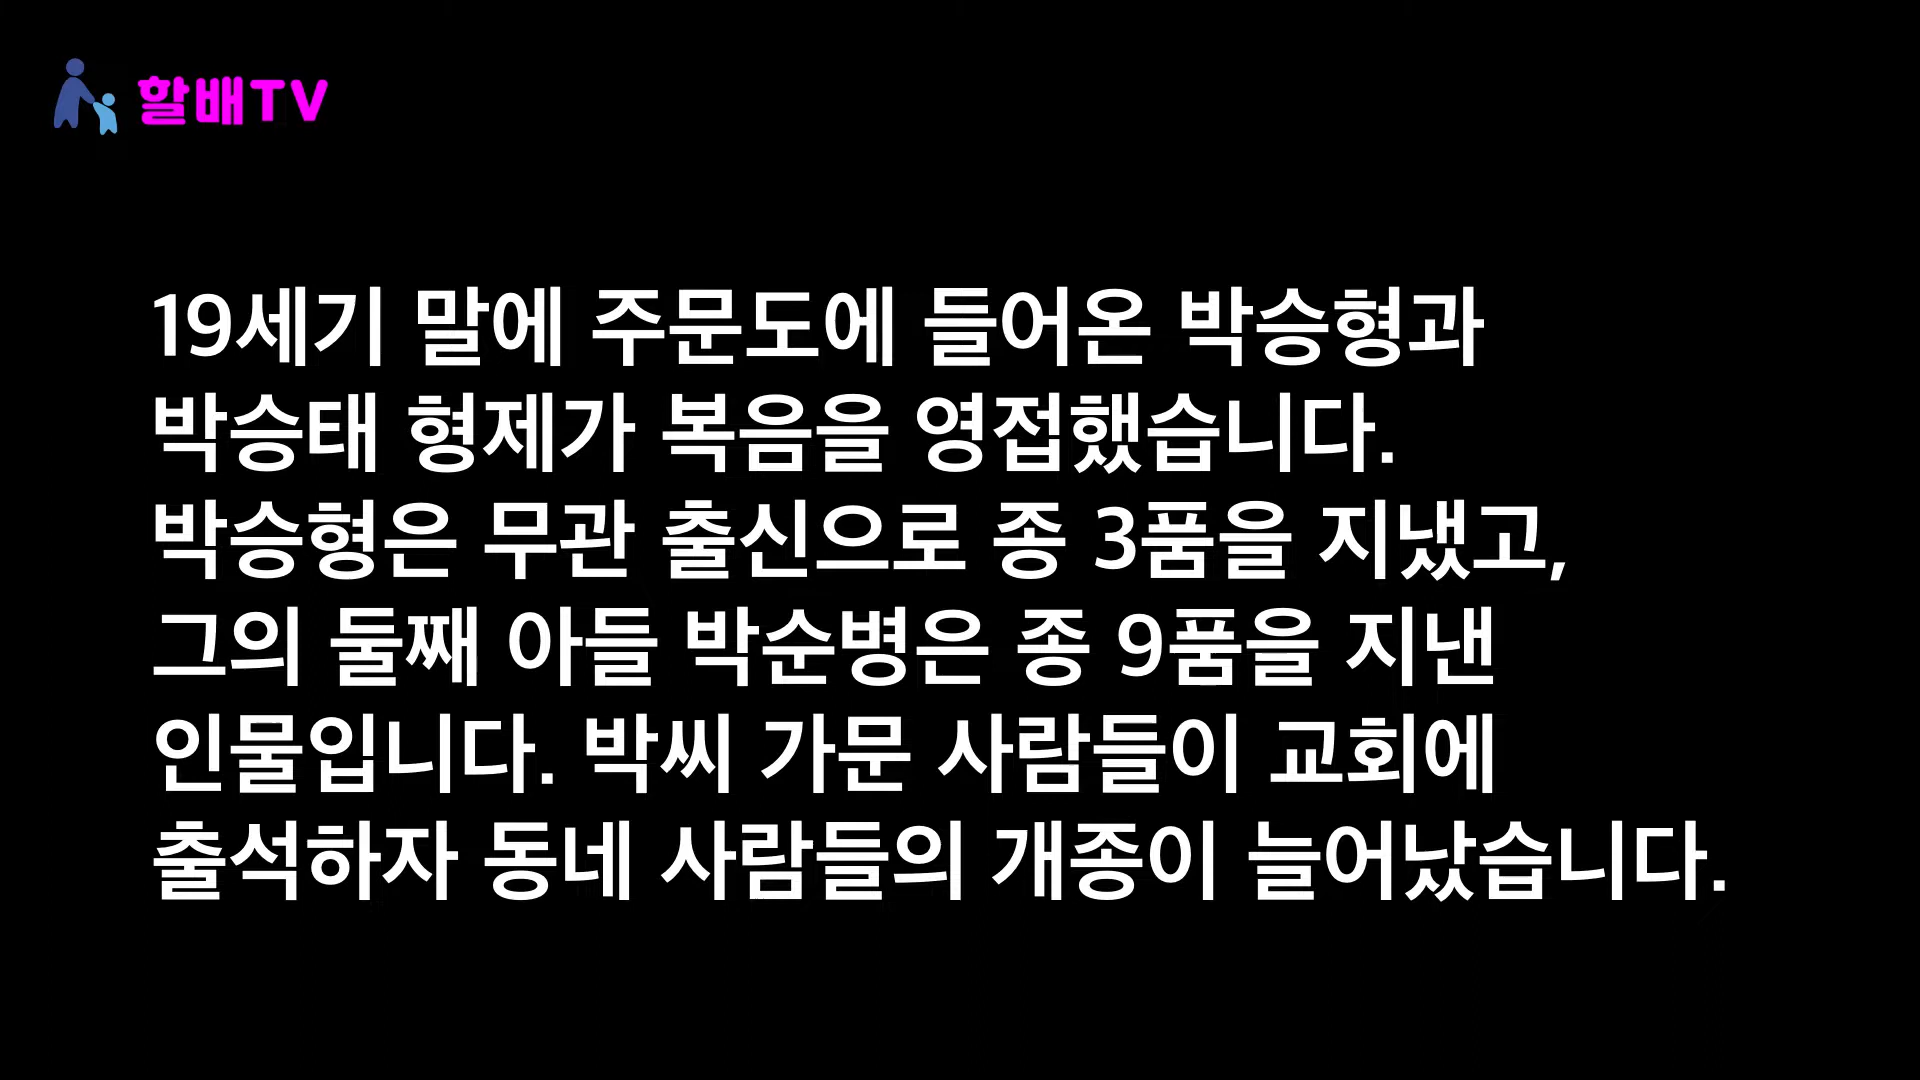 할배TV
19세기 말에 주문도에 들어온 박승형과
박승태 형제가 복음을 영접했습니다.
박승형은 무관 출신으로 종 3품을 지냈고,
그의 둘째 아들 박순병은 종 9품을 지낸
인물입니다. 박씨 가문 사람들이 교회에
출석하자 동네 사람들의 개종이 늘어났습니다.